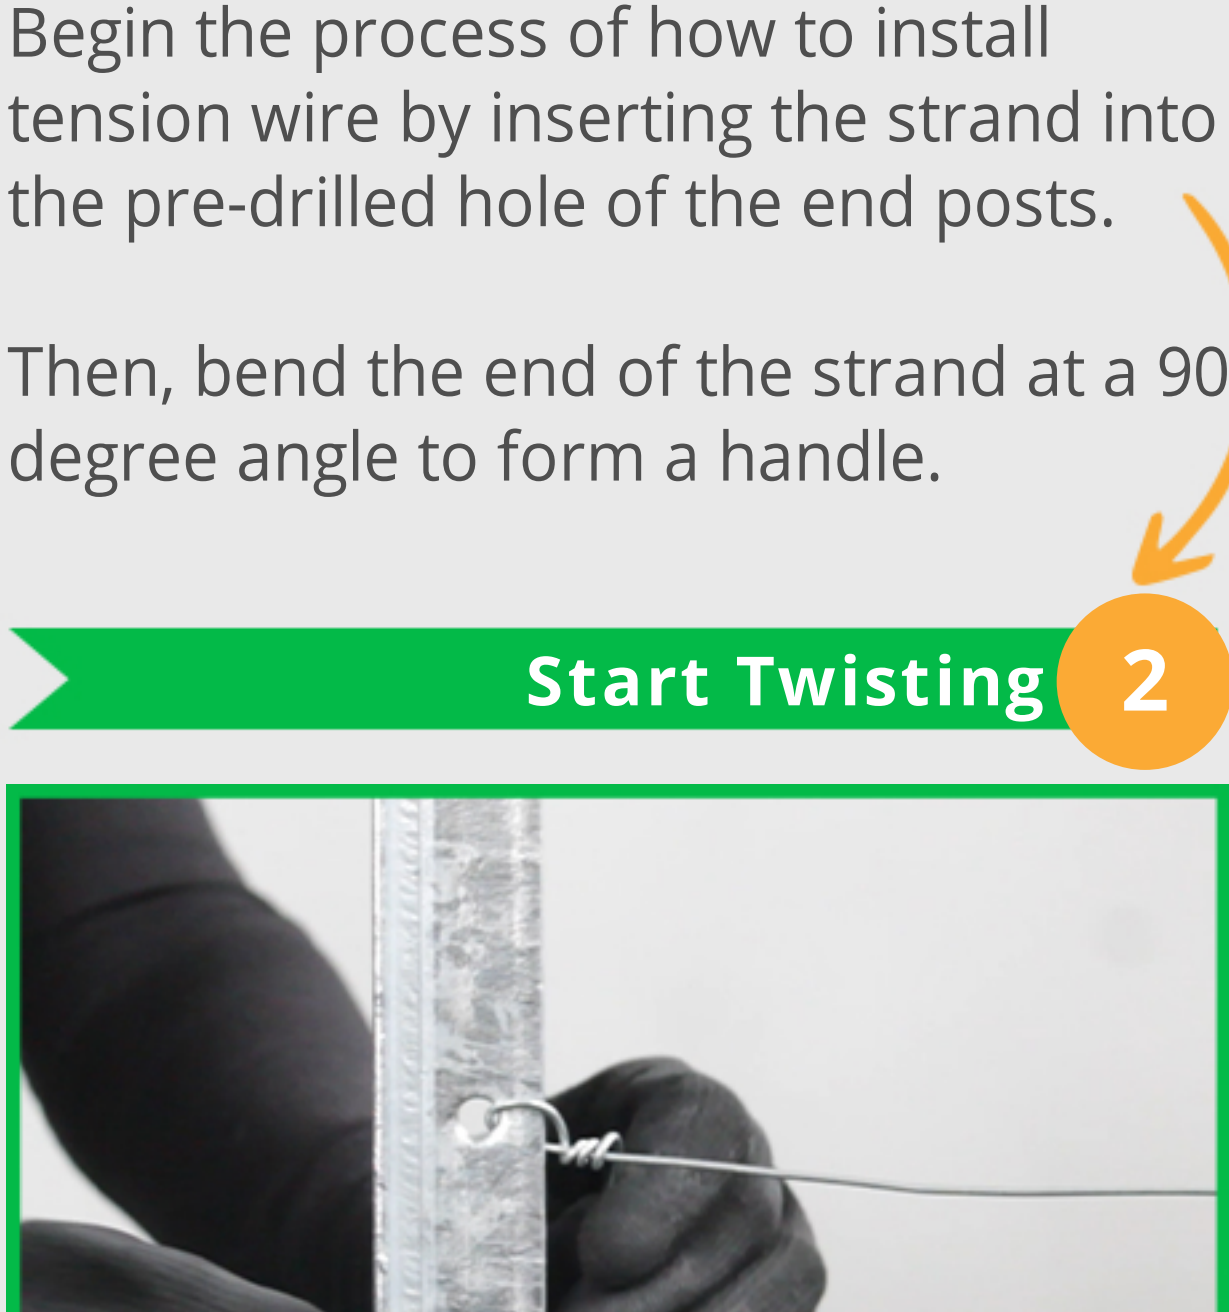 Begin the process of how to install
tension wire by inserting the strand into
the pre-drilled hole of the end posts.
Then, bend the end of the strand at a 90
degree angle to form a handle.
Start Twisting 2